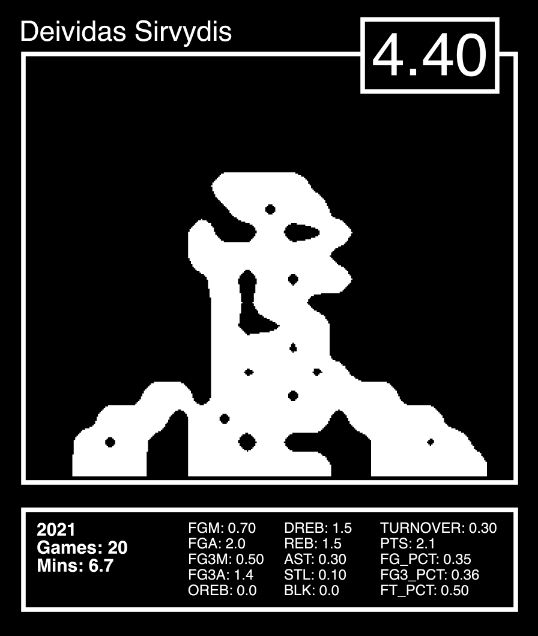 Deividas Sirvydis
4.40
2021
Games: 20
Mins: 6.7
FGM: 0.70
FGA: 2.0
FG3M: 0.50
FG3A: 1.4
OREB: 0.0
DREB: 1.5
REB: 1.5
AST: 0.30
STL: 0.10
BLK: 0.0
TURNOVER: 0.30
PTS: 2.1
FG_PCT: 0.35
FG3_PCT: 0.36
FT_PCT: 0.50